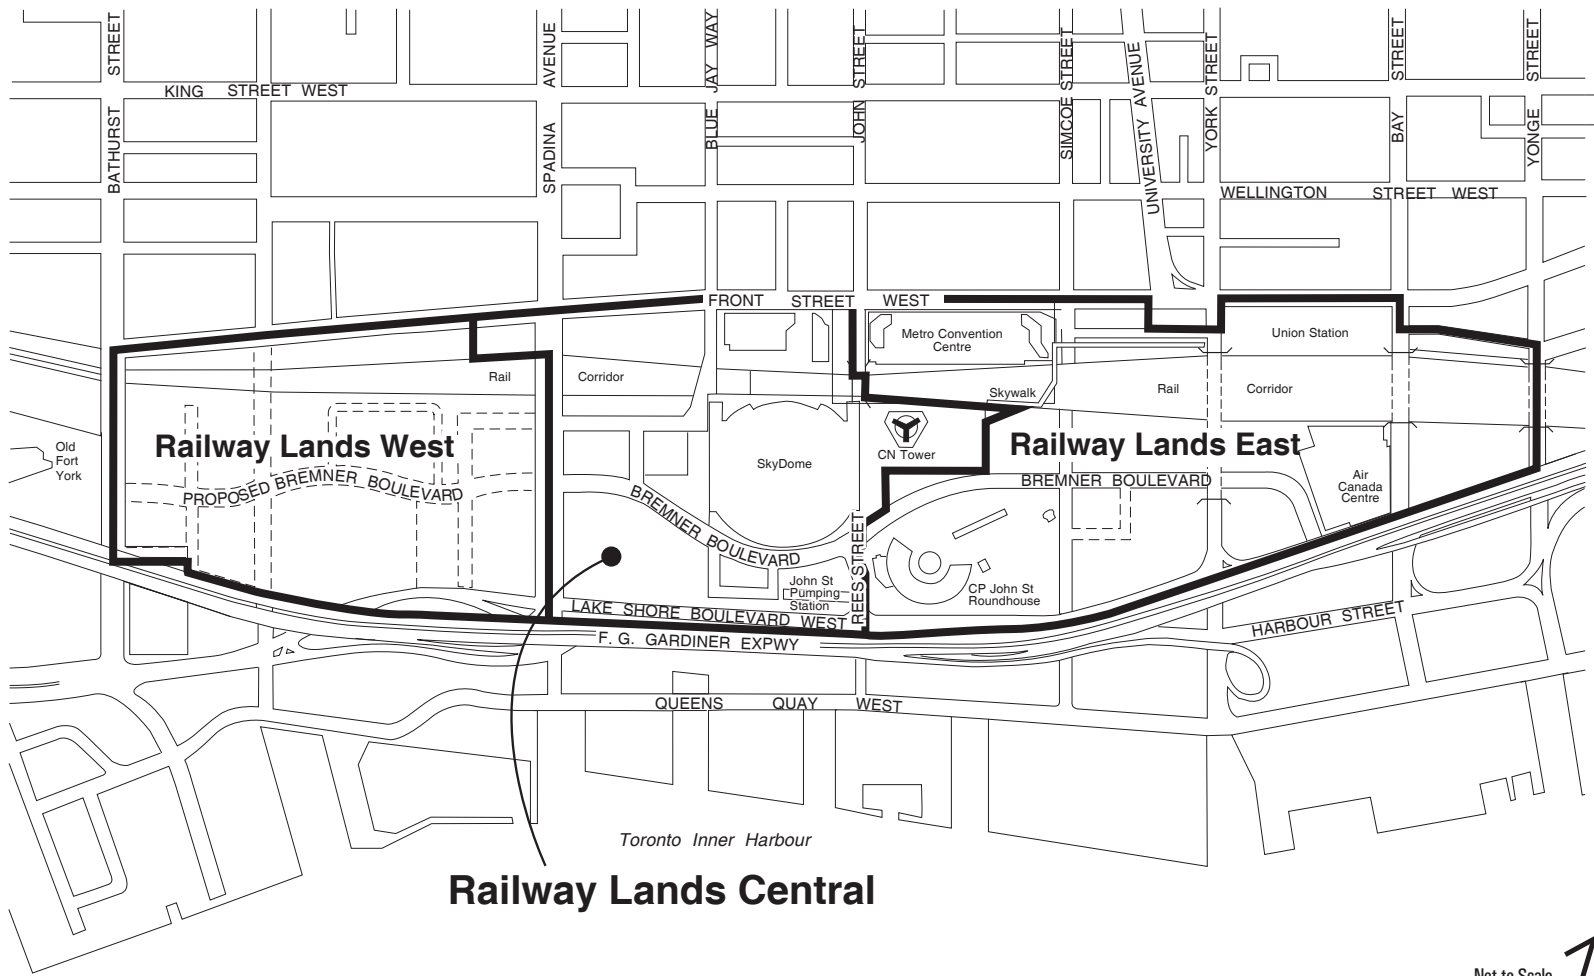 BATHURST STREET
SPADINA AVENUE
BLUE JAY WAY
JOHN STREET
SIMCOE STREET
UNIVERSITY AVENUE
YORK STREET
BAY STREET
YONGE STREET
KING STREET WEST
WELLINGTON STREET WEST
FRONT STREET WEST
Metro Convention
Centre
Union Station
Rail
Corridor
Skywalk
Rail
Corridor
Old
Fort
York
Railway Lands West
SkyDome
CN Tower
Railway Lands East
PROPOSED BREMNER BOULEVARD
BREMNER BOULEVARD
BREMNER BOULEVARD
Air
Canada
Centre
REES STREET
John St
Pumping
Station
CP John St
Roundhouse
LAKE SHORE BOULEVARD WEST
F. G. GARDINER EXPWY
HARBOUR STREET
QUEENS QUAY WEST
Toronto Inner Harbour
Railway Lands Central
Not to Scale